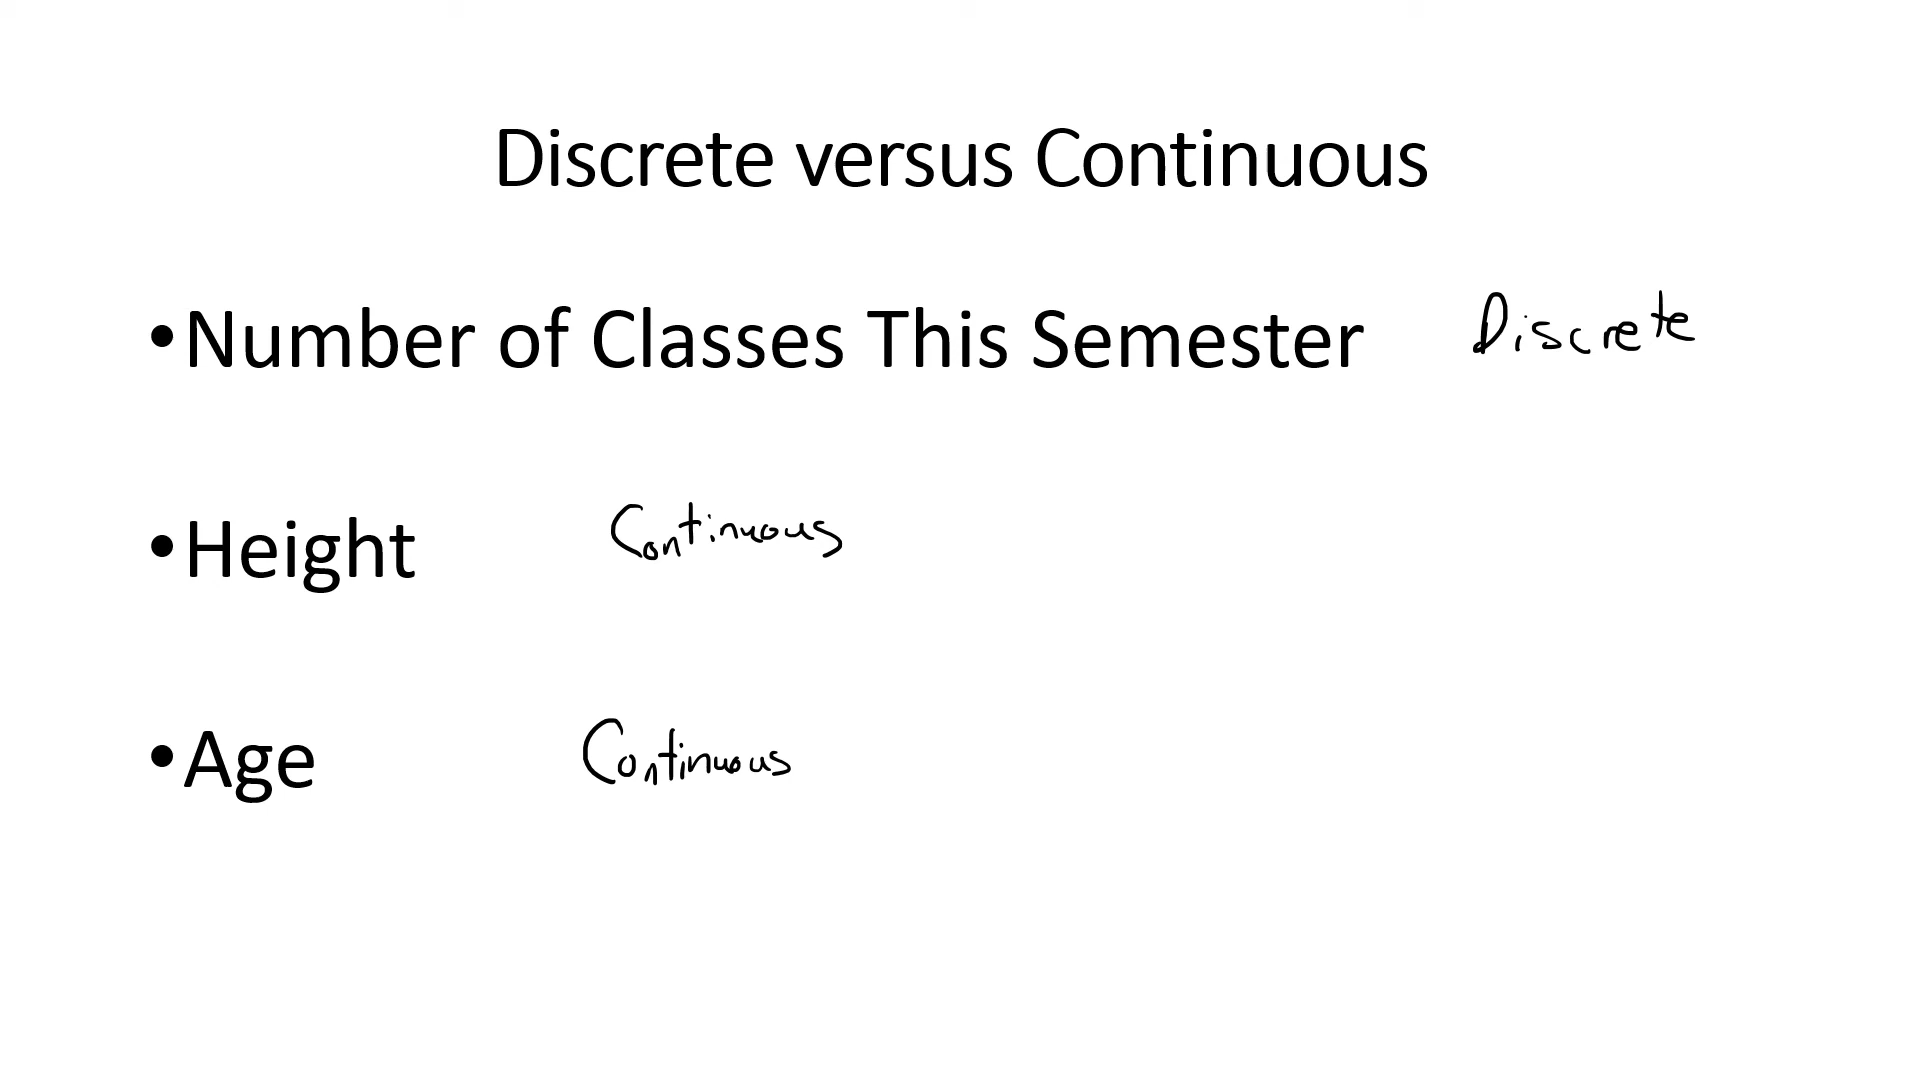 Discrete versus Continuous
•Number of Classes This Semester Discrete
•Height Continuous
•Age Continuous